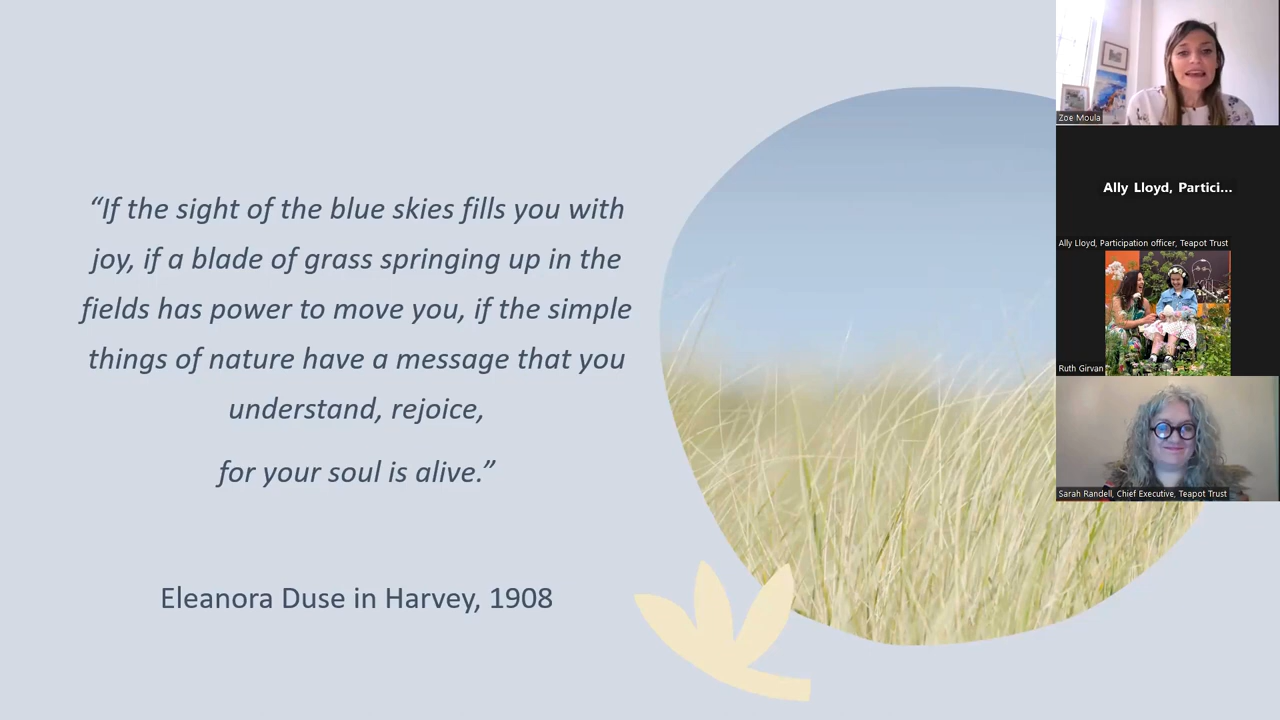 “If the sight of the blue skies fills you with
joy, if a blade of grass springing up in the
fields has power to move you, if the simple
things of nature have a message that you
understand, rejoice,
for your soul is alive.”
Eleanora Duse in Harvey, 1908
Zoe Moula
Ally Lloyd, Partici...
Ally Lloyd, Participation officer, Teapot Trust
Ruth Girvan
Sarah Randell, Chief Executive, Teapot Trust